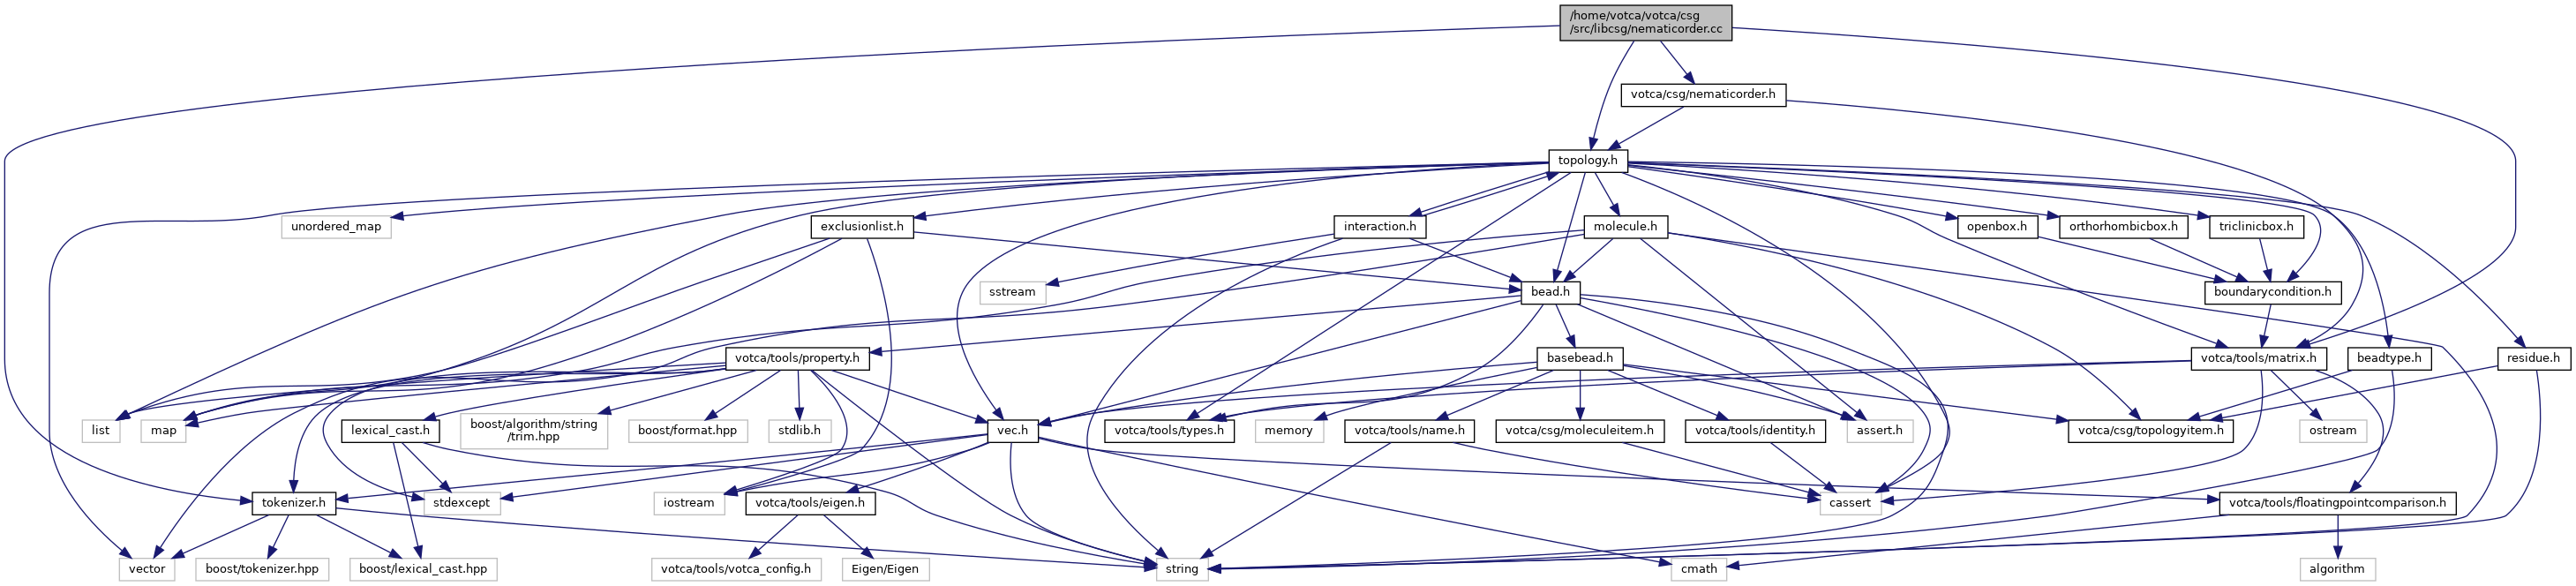 /home/votca/votca/csg
/src/libcsg/nematicorder.cc
votca/csg/nematicorder.h
topology.h
unordered_map
exclusionlist.h
interaction.h
molecule.h
openbox.h
orthorhombicbox.h
triclinicbox.h
sstream
bead.h
boundarycondition.h
votca/tools/property.h
basebead.h
votca/tools/matrix.h
beadtype.h
residue.h
list
map
lexical_cast.h
boost/algorithm/string
/trim.hpp
boost/format.hpp
stdlib.h
vec.h
votca/tools/types.h
memory
votca/tools/name.h
votca/csg/moleculeitem.h
votca/tools/identity.h
assert.h
votca/csg/topologyitem.h
ostream
tokenizer.h
stdexcept
iostream
votca/tools/eigen.h
cassert
votca/tools/floatingpointcomparison.h
vector
boost/tokenizer.hpp
boost/lexical_cast.hpp
votca/tools/votca_config.h
Eigen/Eigen
string
cmath
algorithm